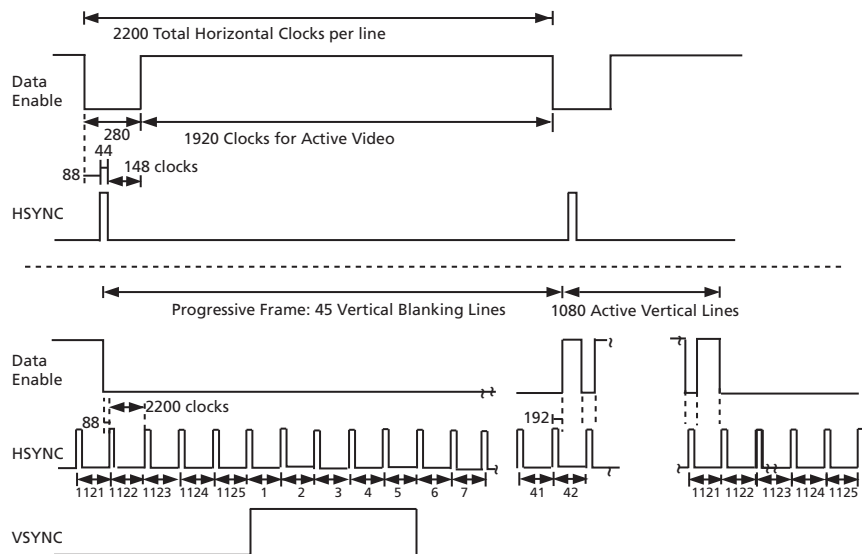 2200 Total Horizontal Clocks per line
Data
Enable
280
1920 Clocks for Active Video
44
148 clocks
88
HSYNC
Progressive Frame: 45 Vertical Blanking Lines
1080 Active Vertical Lines
Data
Enable
2200 clocks
88
192
HSYNC
1121 1122 1123 1124 1125 1 2 3 4 5 6 7 41 42 1121 1122 1123 1124 1125
VSYNC